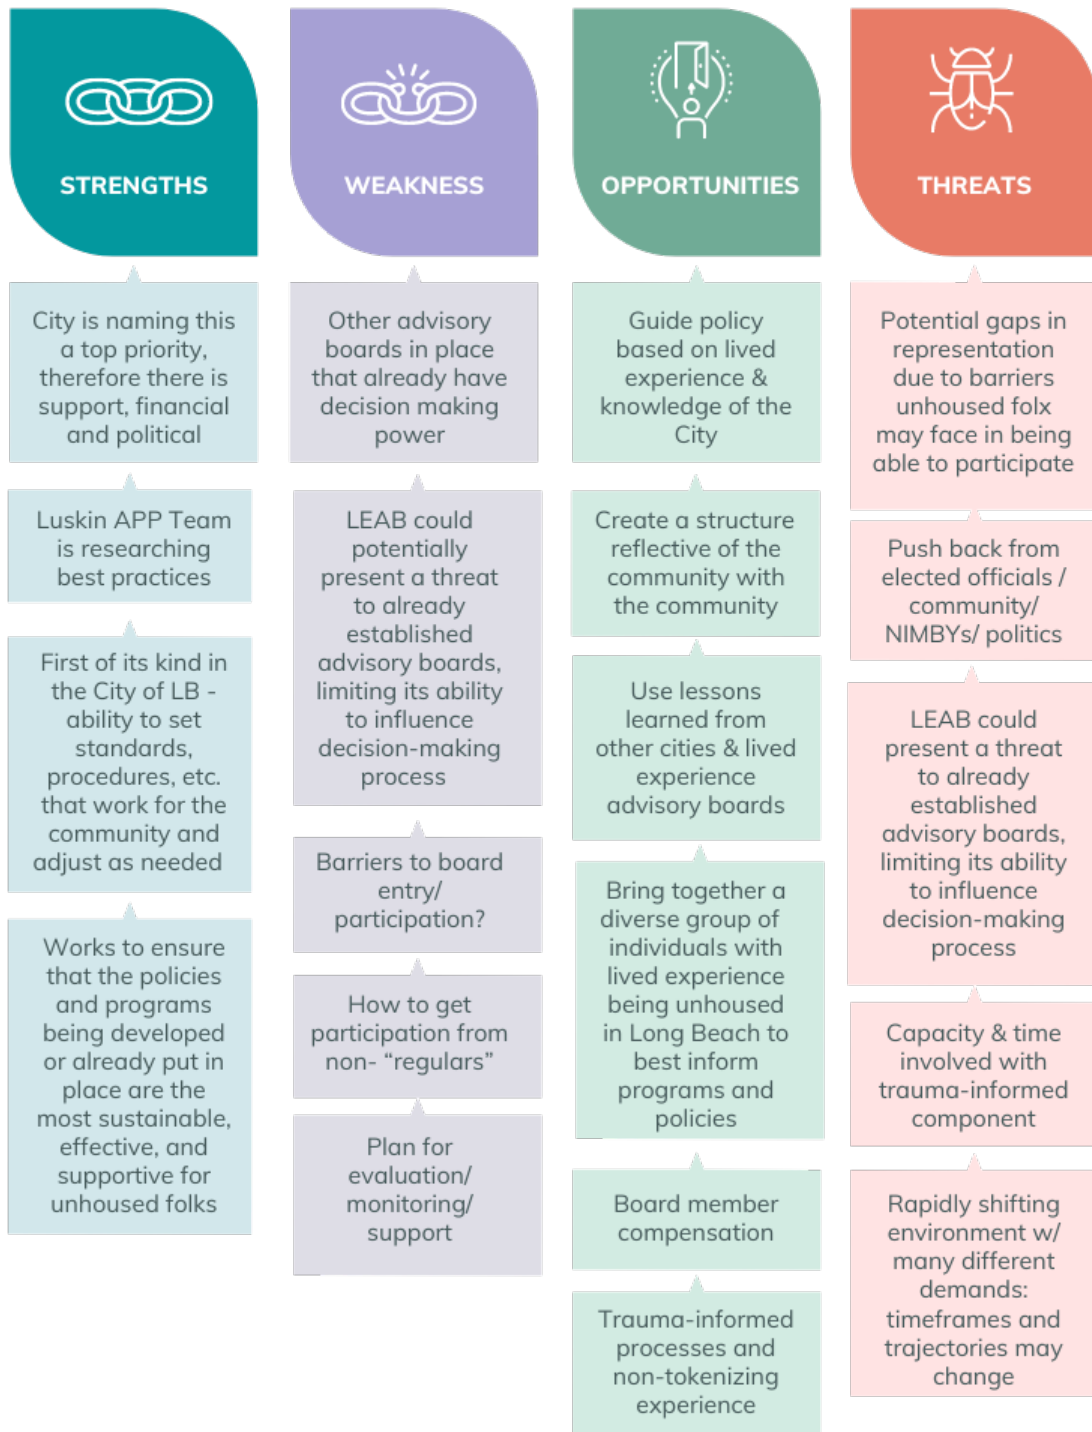 STRENGTHS
City is naming this
a top priority,
therefore there is
support, financial
and political
Luskin APP Team
is researching
best practices
First of its kind in
the City of LB -
ability to set
standards,
procedures, etc.
that work for the
community and
adjust as needed
Works to ensure
that the policies
and programs
being developed
or already put in
place are the
most sustainable,
effective, and
supportive for
unhoused folks
WEAKNESS
Other advisory
boards in place
that already have
decision making
power
LEAB could
potentially
present a threat
to already
established
advisory boards,
limiting its ability
to influence
decision-making
process
Barriers to board
entry/
participation?
How to get
participation from
non- “regulars”
Plan for
evaluation/
monitoring/
support
OPPORTUNITIES
Guide policy
based on lived
experience &
knowledge of the
City
Create a structure
reflective of the
community with
the community
Use lessons
learned from
other cities & lived
experience
advisory boards
Bring together a
diverse group of
individuals with
lived experience
being unhoused
in Long Beach to
best inform
programs and
policies
Board member
compensation
Trauma-informed
processes and
non-tokenizing
experience
THREATS
Potential gaps in
representation
due to barriers
unhoused folx
may face in being
able to participate
Push back from
elected officials /
community/
NIMBYs/ politics
LEAB could
present a threat
to already
established
advisory boards,
limiting its ability
to influence
decision-making
process
Capacity & time
involved with
trauma-informed
component
Rapidly shifting
environment w/
many different
demands:
timeframes and
trajectories may
change